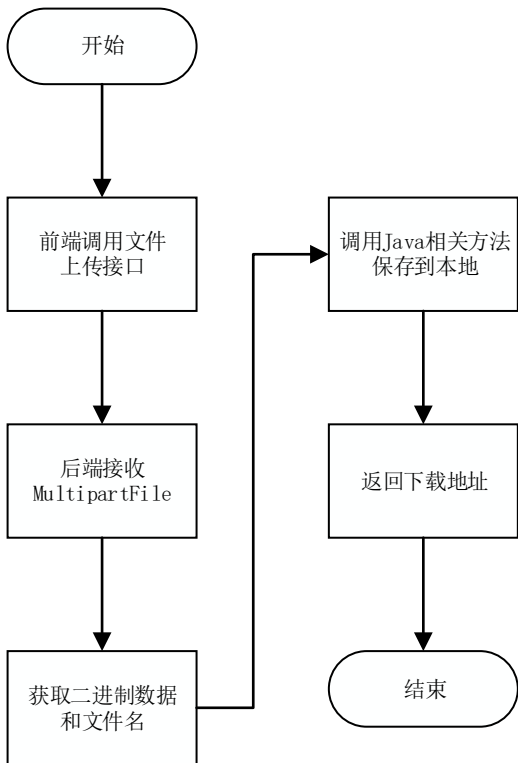 开始
前端调用文件
上传接口
后端接收
MultipartFile
获取二进制数据
和文件名
调用Java相关方法
保存到本地
返回下载地址
结束